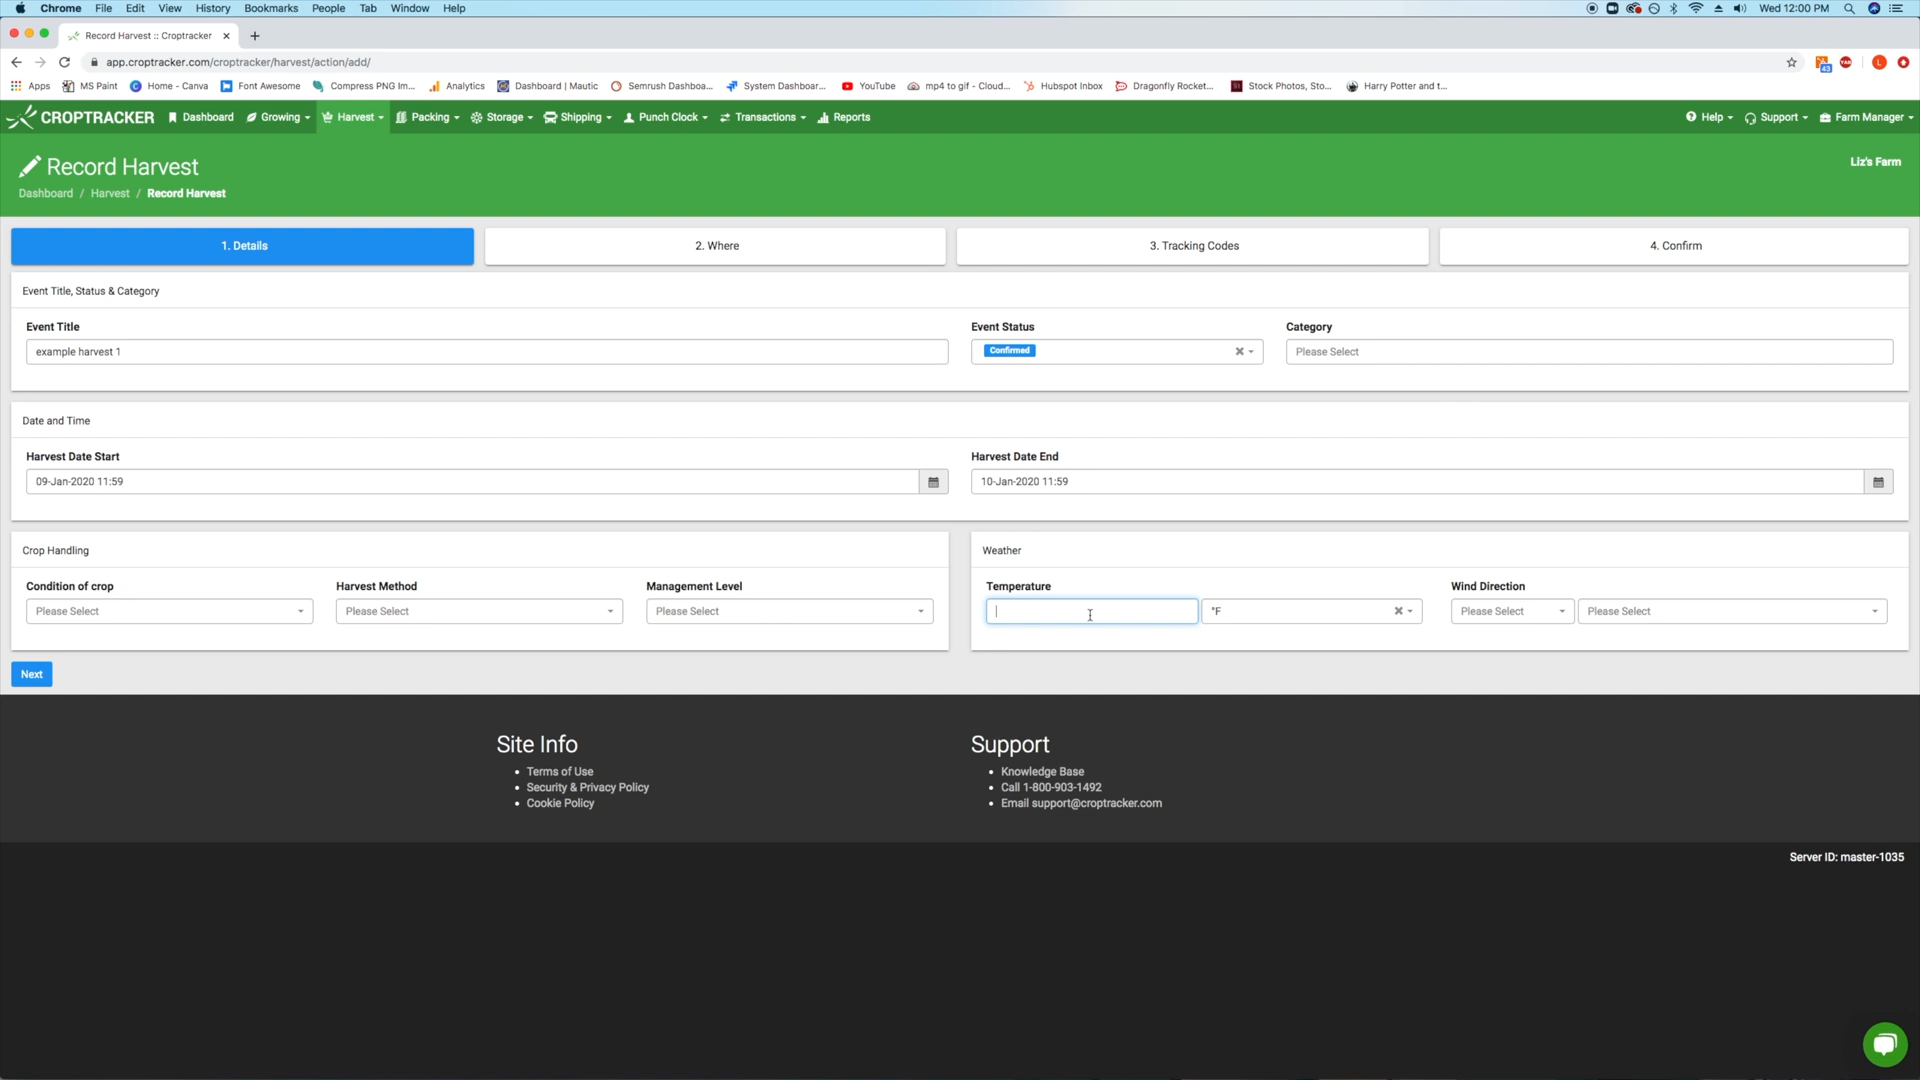 Chrome File Edit View History Bookmarks People Tab Window Help Wed 12:00 PM
Record Harvest :: Croptracker
app.croptracker.com/croptracker/harvest/action/add/
Apps MS Paint Home - Canva Font Awesome Compress PNG Im... Analytics Dashboard | Mautic Semrush Dashboa... System Dashboar... YouTube mp4 to gif - Cloud... Hubspot Inbox Dragonfly Rocket... Stock Photos, Sto... Harry Potter and t...
CROPTRACKER Dashboard Growing Harvest Packing Storage Shipping Punch Clock Transactions Reports Help Support Farm Manager
Record Harvest Liz's Farm
Dashboard / Harvest / Record Harvest
1. Details 2. Where 3. Tracking Codes 4. Confirm
Event Title, Status & Category
Event Title Event Status Category
example harvest 1 Confirmed Please Select
Date and Time
Harvest Date Start Harvest Date End
09-Jan-2020 11:59 10-Jan-2020 11:59
Crop Handling Weather
Condition of crop Harvest Method Management Level Temperature Wind Direction
Please Select Please Select Please Select °F Please Select Please Select
Next
Site Info Support
Terms of Use Knowledge Base
Security & Privacy Policy Call 1-800-903-1492
Cookie Policy Email support@croptracker.com
Server ID: master-1035